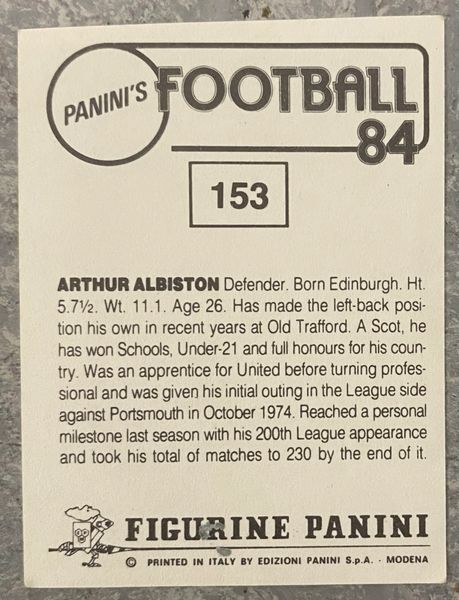 PANINI'S FOOTBALL
84
153
ARTHUR ALBISTON Defender. Born Edinburgh. Ht.
5.7½. Wt. 11.1. Age 26. Has made the left-back posi-
tion his own in recent years at Old Trafford. A Scot, he
has won Schools, Under-21 and full honours for his coun-
try. Was an apprentice for United before turning profes-
sional and was given his initial outing in the League side
against Portsmouth in October 1974. Reached a personal
milestone last season with his 200th League appearance
and took his total of matches to 230 by the end of it.
FIGURINE PANINI
© PRINTED IN ITALY BY EDIZIONI PANINI S.p.A. - MODENA